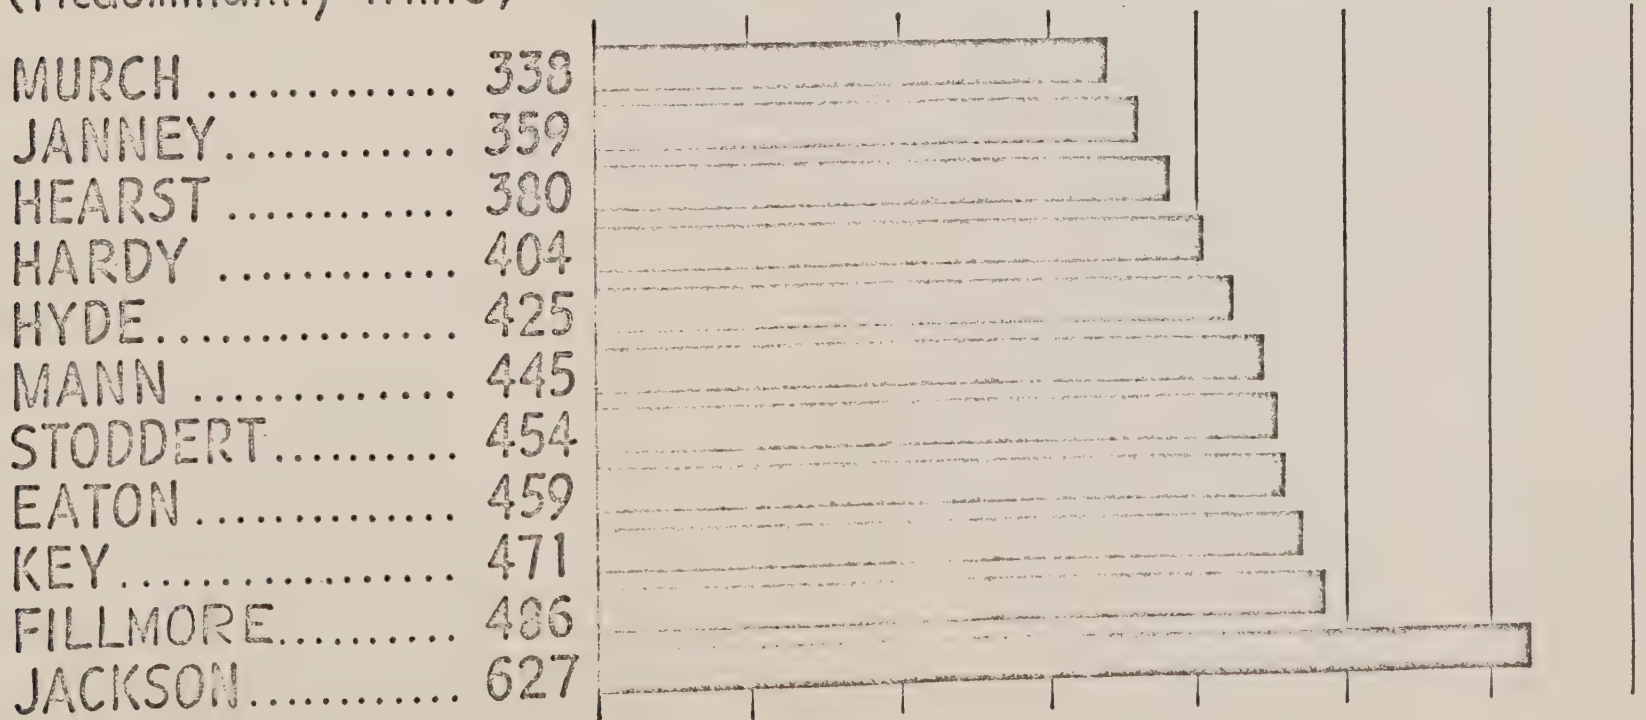 MURCH ............. 338
JANNEY............ 359
HEARST ........... 380
HARDY ............ 404
HYDE.............. 425
MANN ............. 445
STODDERT.......... 454
EATON ............. 459
KEY................ 471
FILLMORE.......... 486
JACKSON........... 627